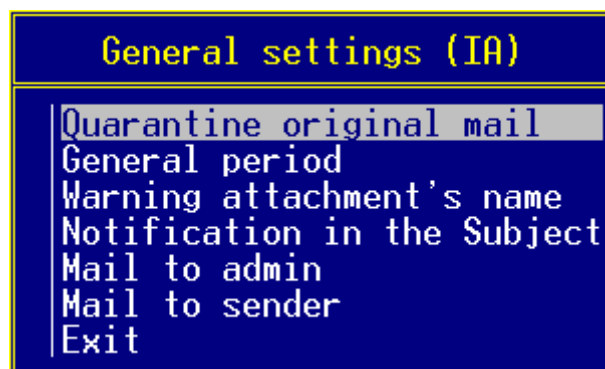 General settings (IA)
Quarantine original mail
General period
Warning attachment's name
Notification in the Subject
Mail to admin
Mail to sender
Exit